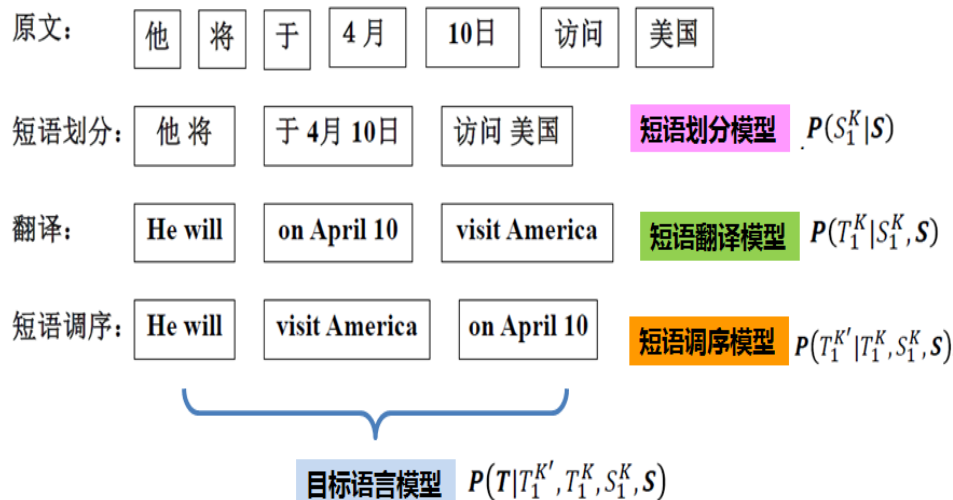 原文： 他 将 于 4 月 10日 访问 美国
短语划分： 他 将 于 4月 10日 访问 美国 短语划分模型 P(S₁ᴷ|S)
翻译： He will on April 10 visit America 短语翻译模型 P(T₁ᴷ|S₁ᴷ, S)
短语调序： He will visit America on April 10 短语调序模型 P(T₁ᴷ′|T₁ᴷ, S₁ᴷ, S)
目标语言模型 P(T|T₁ᴷ′, T₁ᴷ, S₁ᴷ, S)